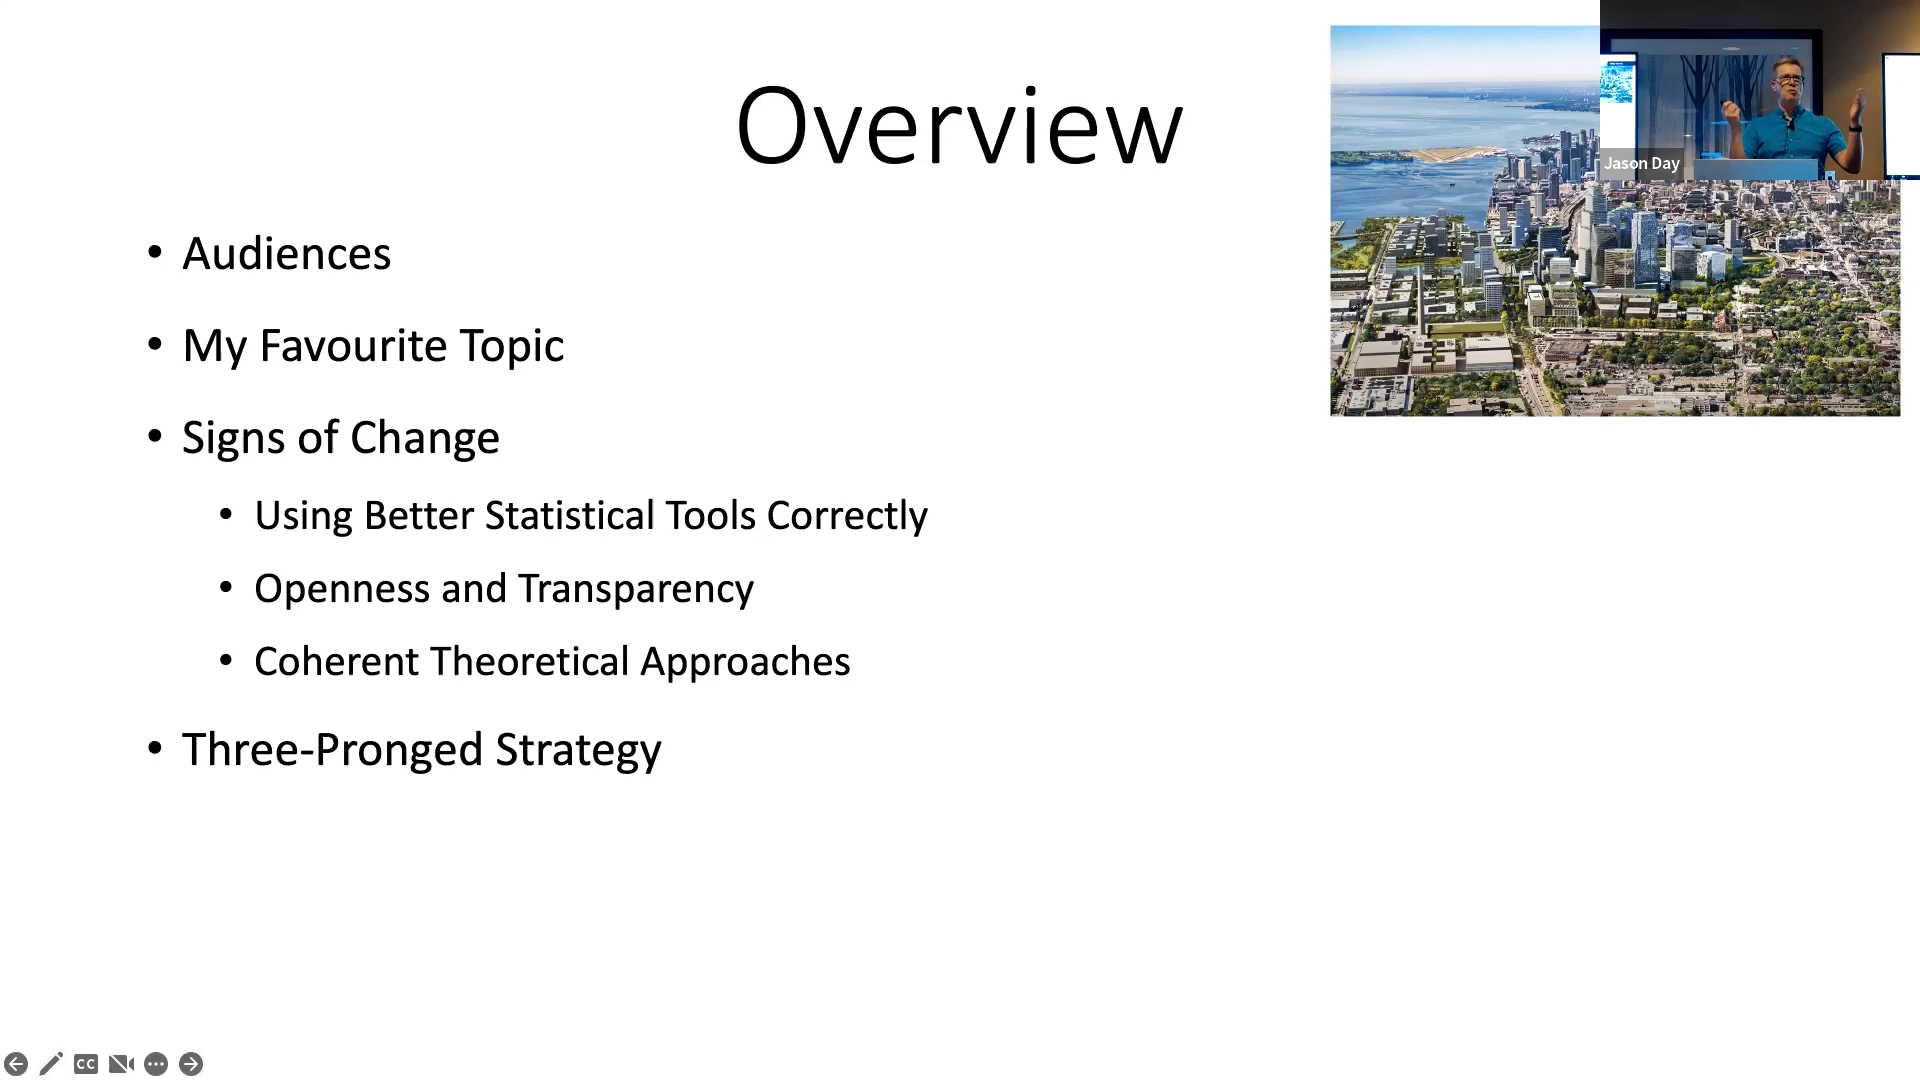 Overview
Jason Day
• Audiences
• My Favourite Topic
• Signs of Change
• Using Better Statistical Tools Correctly
• Openness and Transparency
• Coherent Theoretical Approaches
• Three-Pronged Strategy
CC